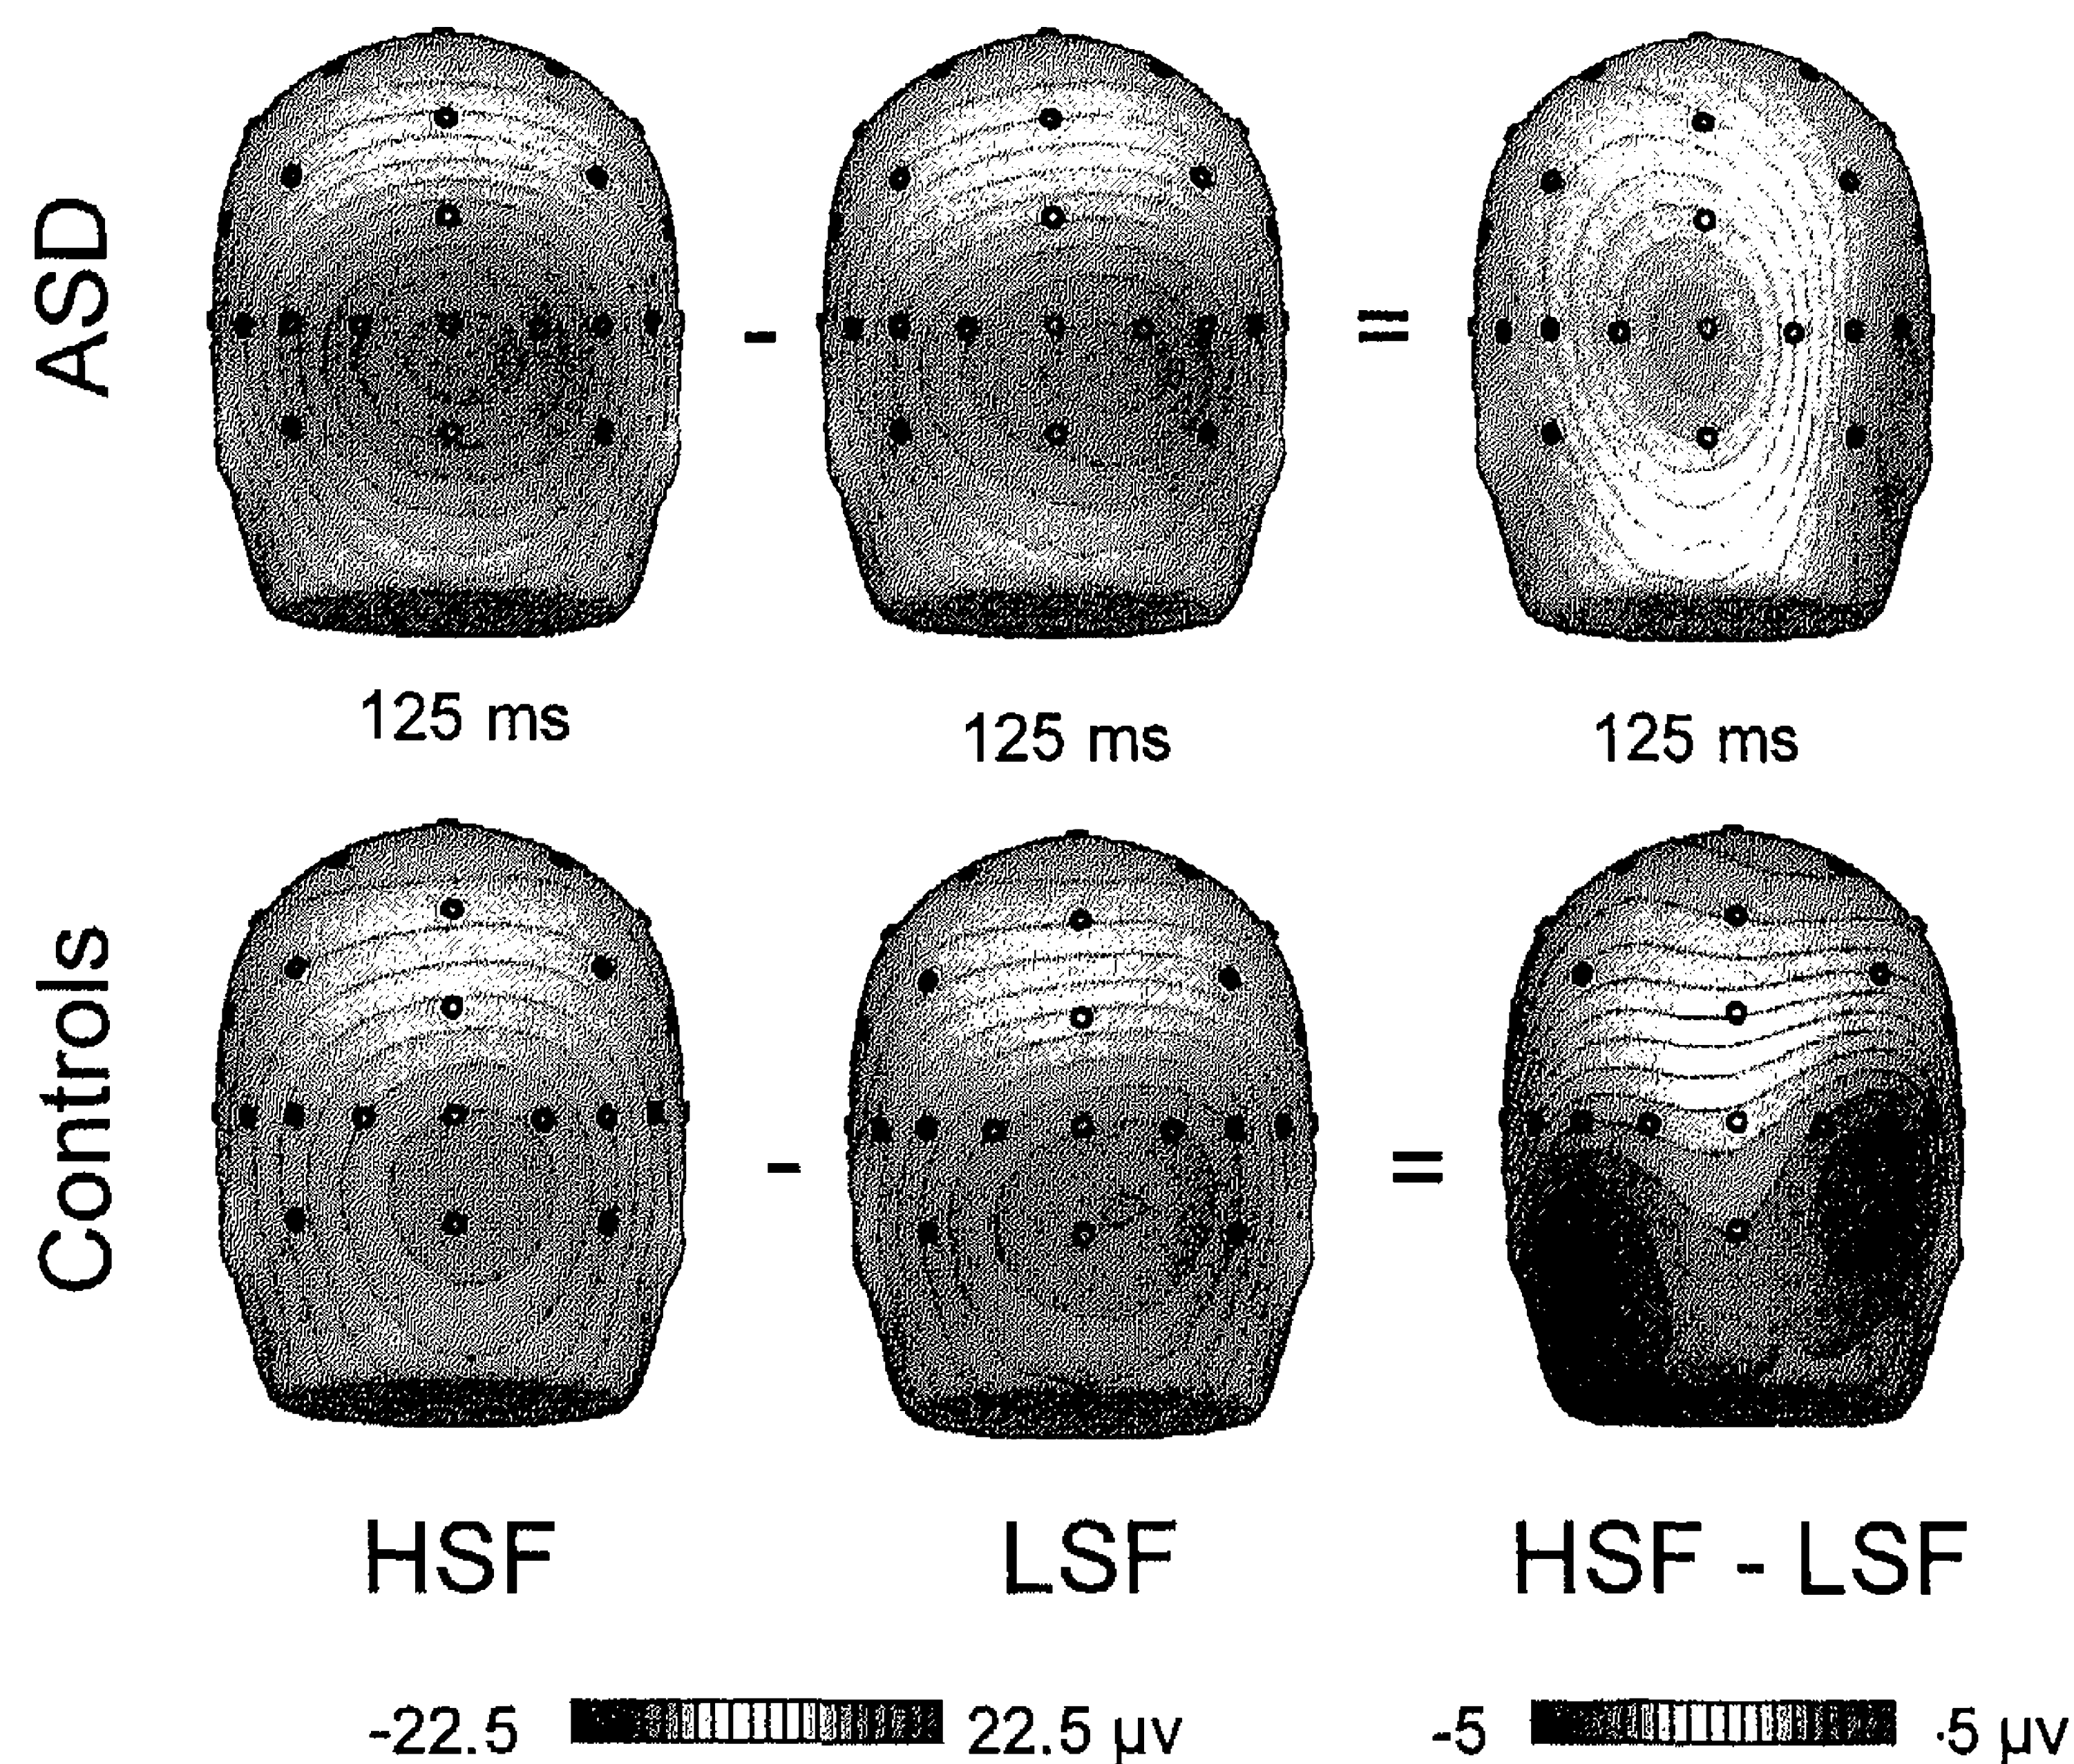 ASD
-
=
125 ms
125 ms
125 ms
Controls
-
=
HSF
LSF
HSF - LSF
-22.5
22.5 µv
-5
·5 µv